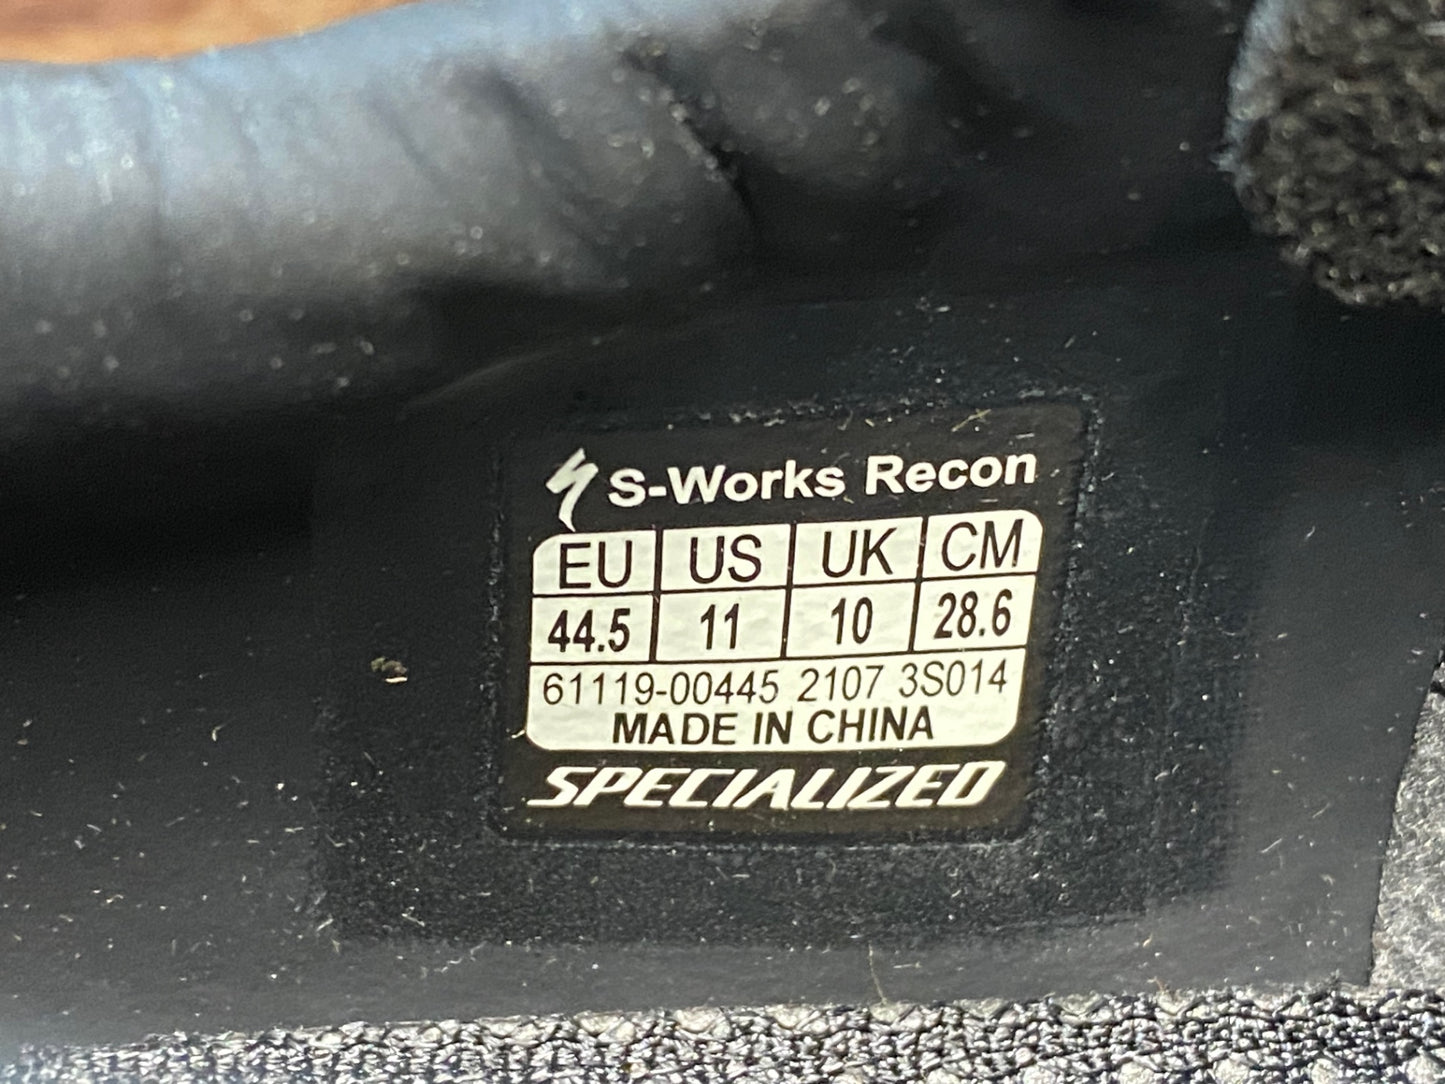 S-Works Recon
EU US UK CM
44.5 11 10 28.6
61119-00445 2107 3S014
MADE IN CHINA
SPECIALIZED